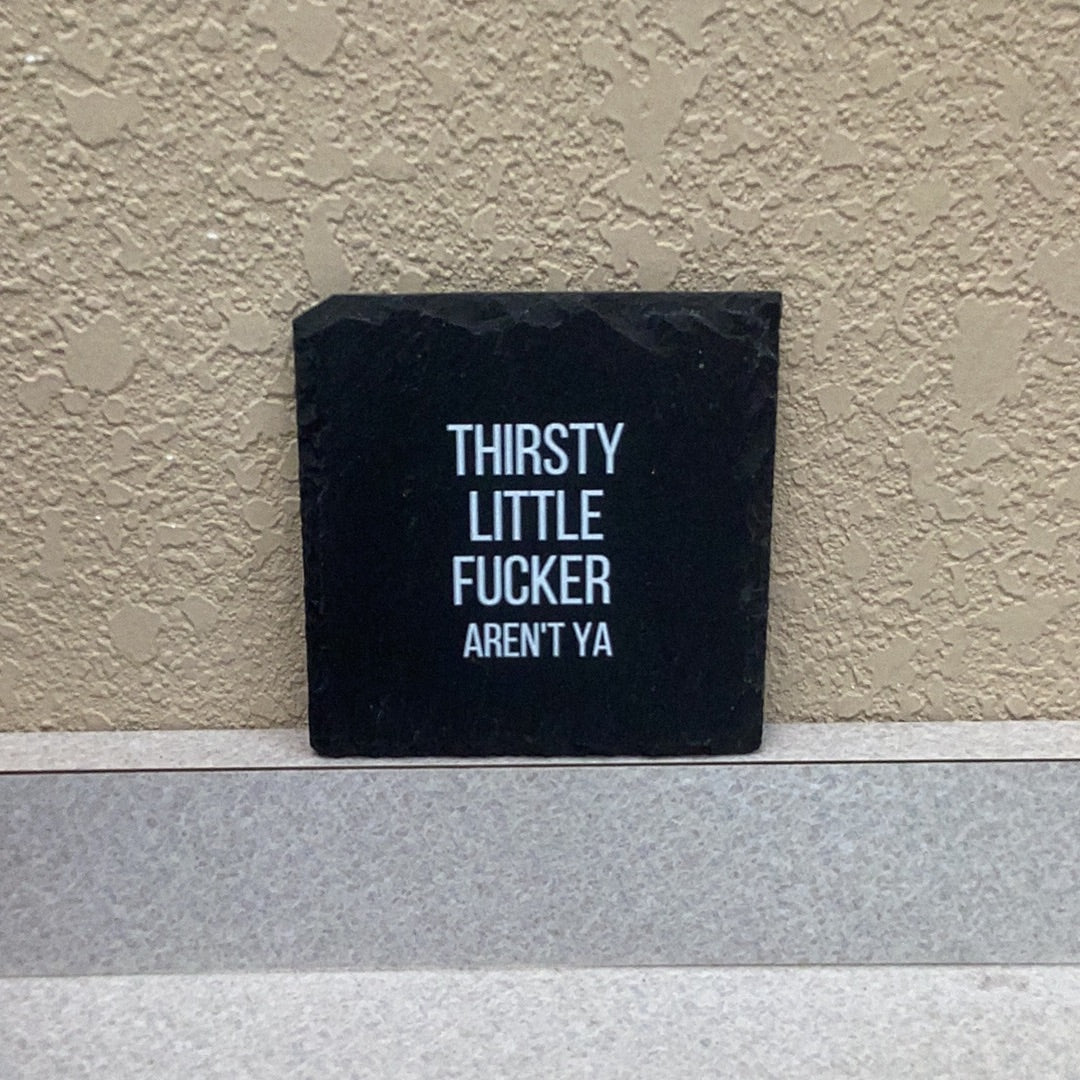 THIRSTY
LITTLE
FUCKER
AREN'T YA